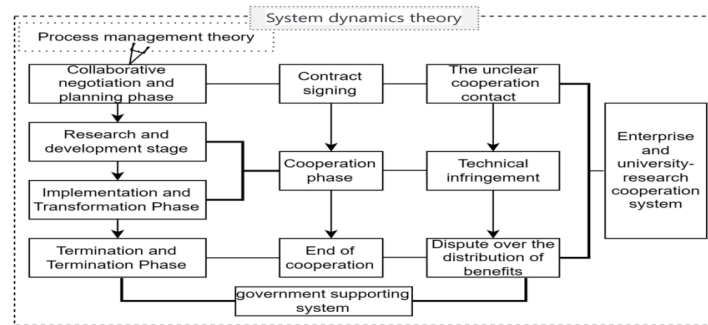 System dynamics theory
Process management theory
Collaborative
negotiation and
planning phase
Contract
signing
The unclear
cooperation
contact
Research and
development stage
Cooperation
phase
Technical
infringement
Enterprise
and
university-
research
cooperation
system
Implementation and
Transformation Phase
Termination and
Termination Phase
End of
cooperation
Dispute over the
distribution of
benefits
government supporting
system